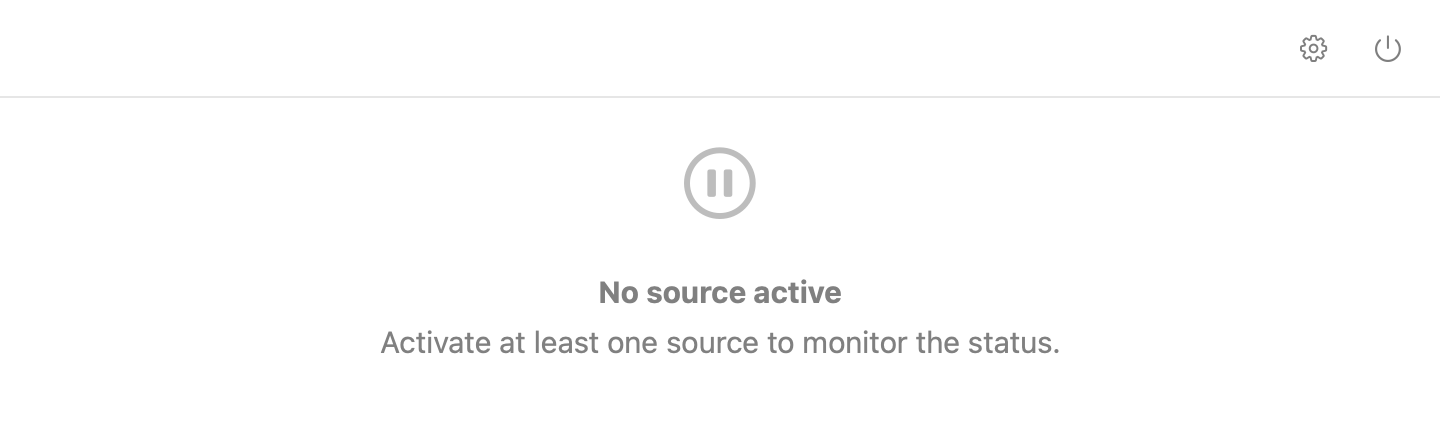 No source active
Activate at least one source to monitor the status.